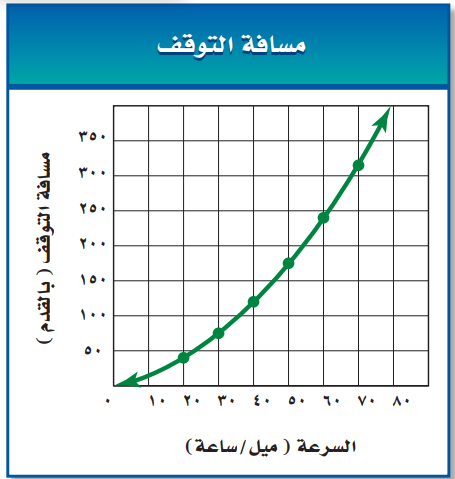 مسافة التوقف
مسافة التوقف ( بالقدم )
٣٥٠
٣٠٠
٢٥٠
٢٠٠
١٥٠
١٠٠
٥٠
٠ ١٠ ٢٠ ٣٠ ٤٠ ٥٠ ٦٠ ٧٠ ٨٠
السرعة ( ميل/ساعة )